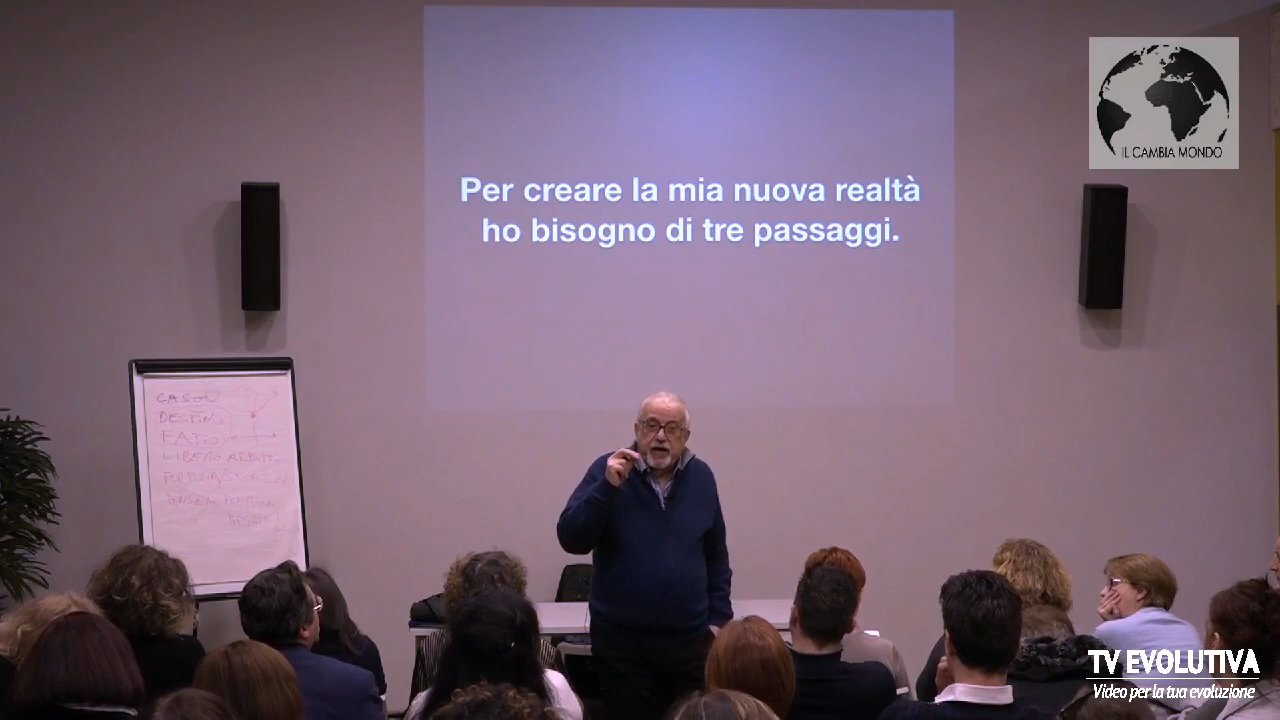 Per creare la mia nuova realtà
ho bisogno di tre passaggi.
IL CAMBIA MONDO
DESTINO
FATO
LIBERO
TV EVOLUTIVA
Video per la tua evoluzione